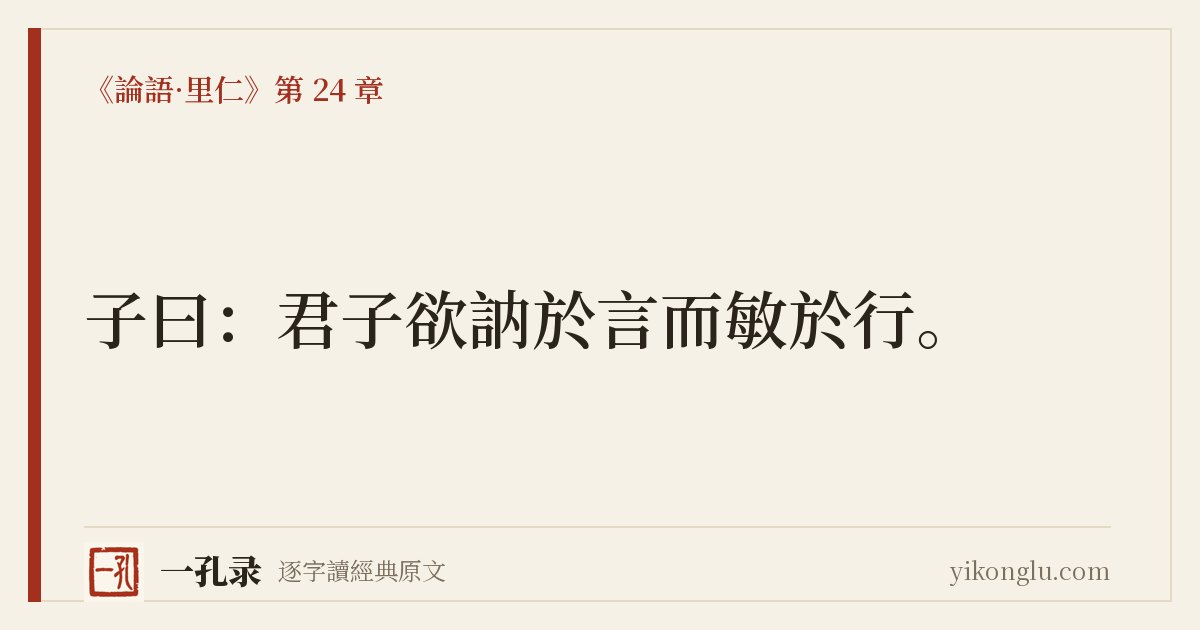 《論語·里仁》第 24 章
子曰：君子欲訥於言而敏於行。
一孔
一孔录 逐字讀經典原文 yikonglu.com